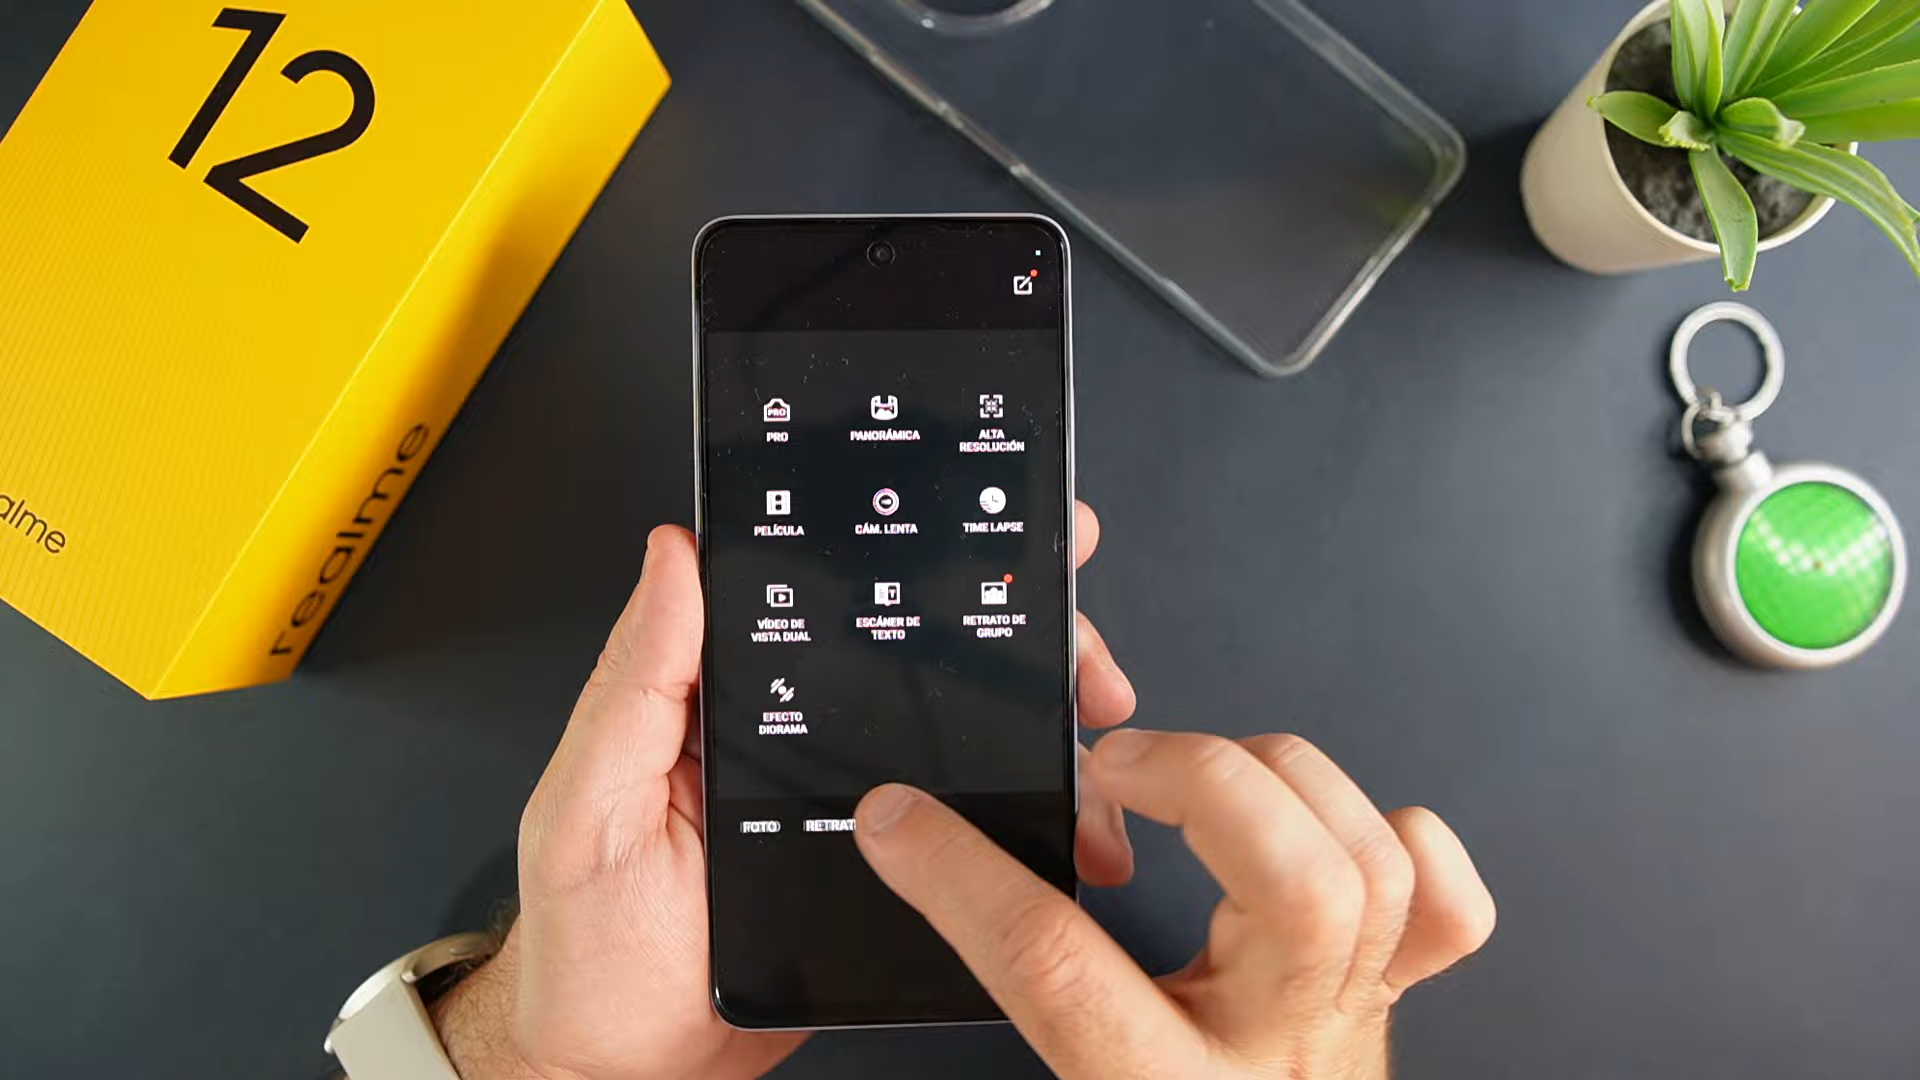 12
realme
PRO
PRO
PANORÁMICA
ALTA
RESOLUCIÓN
PELÍCULA
CÁM. LENTA
TIME LAPSE
VÍDEO DE
VISTA DUAL
ESCÁNER DE
TEXTO
RETRATO DE
GRUPO
EFECTO
DIORAMA
FOTO
alme